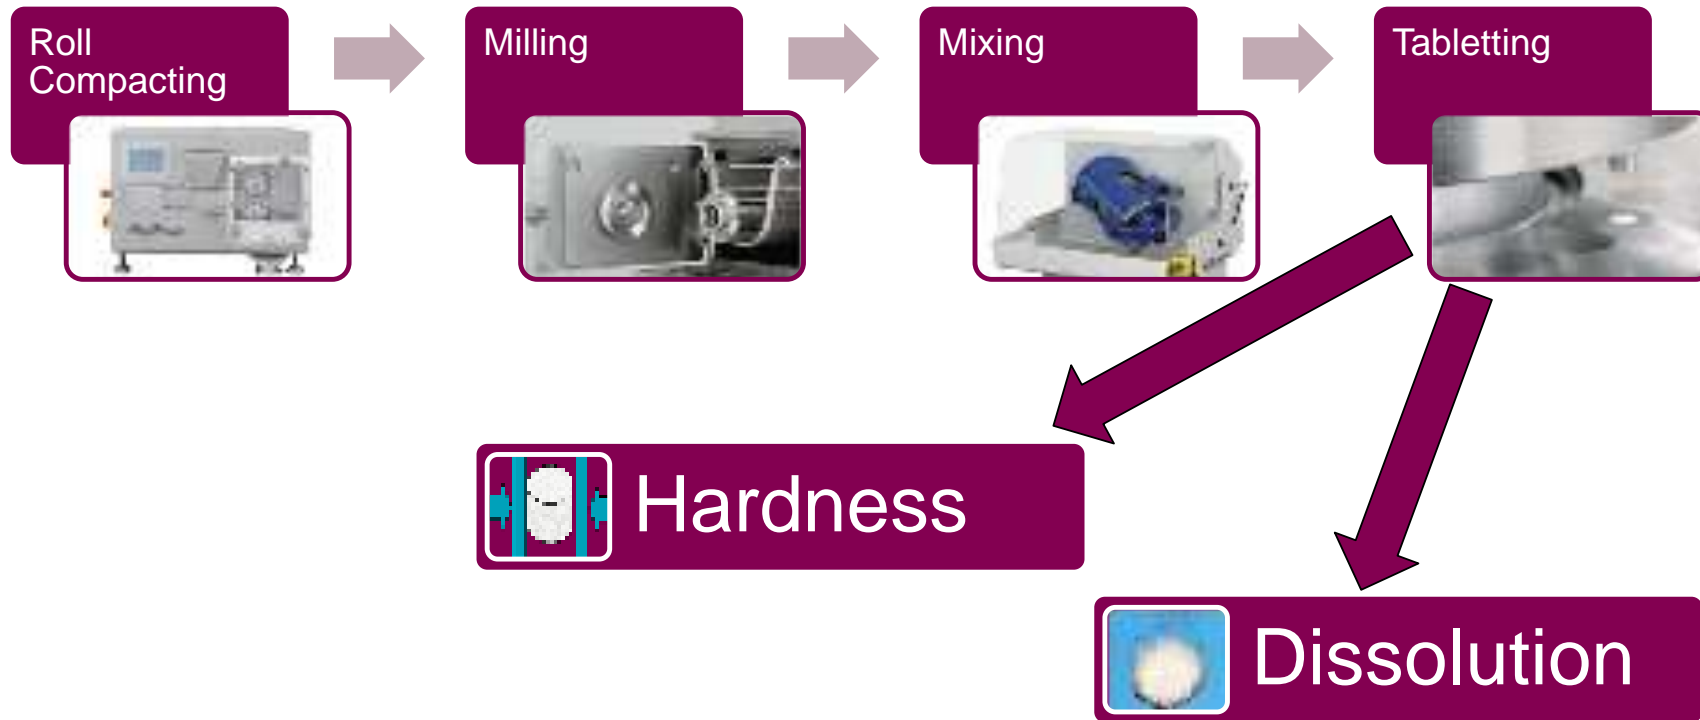 Roll
Compacting
Milling
Mixing
Tabletting
Hardness
Dissolution